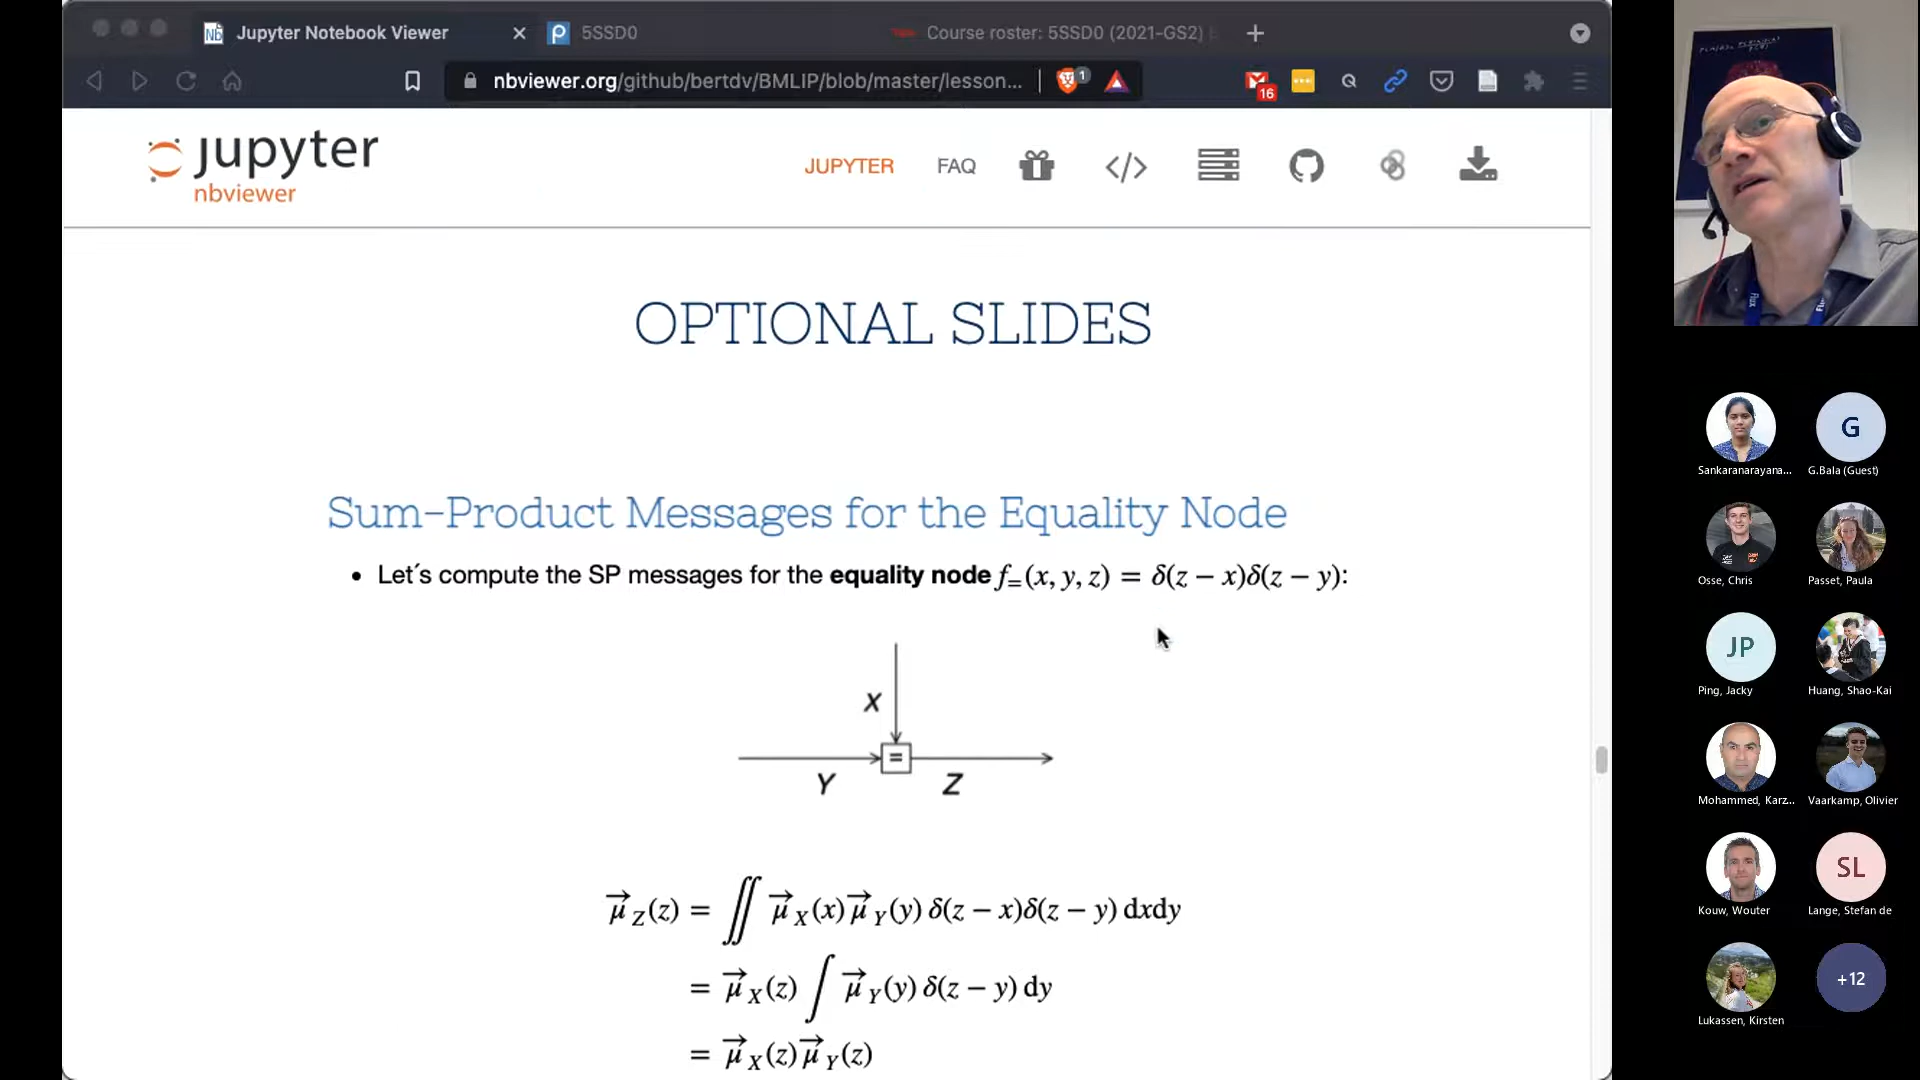 Jupyter Notebook Viewer
5SSD0
Course roster: 5SSD0 (2021-GS2)
nbviewer.org/github/bertdv/BMLIP/blob/master/lesson...
1
16
jupyter
nbviewer
JUPYTER
FAQ
OPTIONAL SLIDES
Sum-Product Messages for the Equality Node
• Let´s compute the SP messages for the equality node f₌(x, y, z) = δ(z − x)δ(z − y):
X
=
Y
Z
μ⃗_Z(z) = ∬ μ⃗_X(x)μ⃗_Y(y) δ(z − x)δ(z − y) dxdy
= μ⃗_X(z) ∫ μ⃗_Y(y) δ(z − y) dy
= μ⃗_X(z)μ⃗_Y(z)
Flux
Flux
G
Sankaranarayana...
G.Bala (Guest)
Osse, Chris
Passet, Paula
JP
Ping, Jacky
Huang, Shao-Kai
Mohammed, Karz...
Vaarkamp, Olivier
SL
Kouw, Wouter
Lange, Stefan de
+12
Lukassen, Kirsten